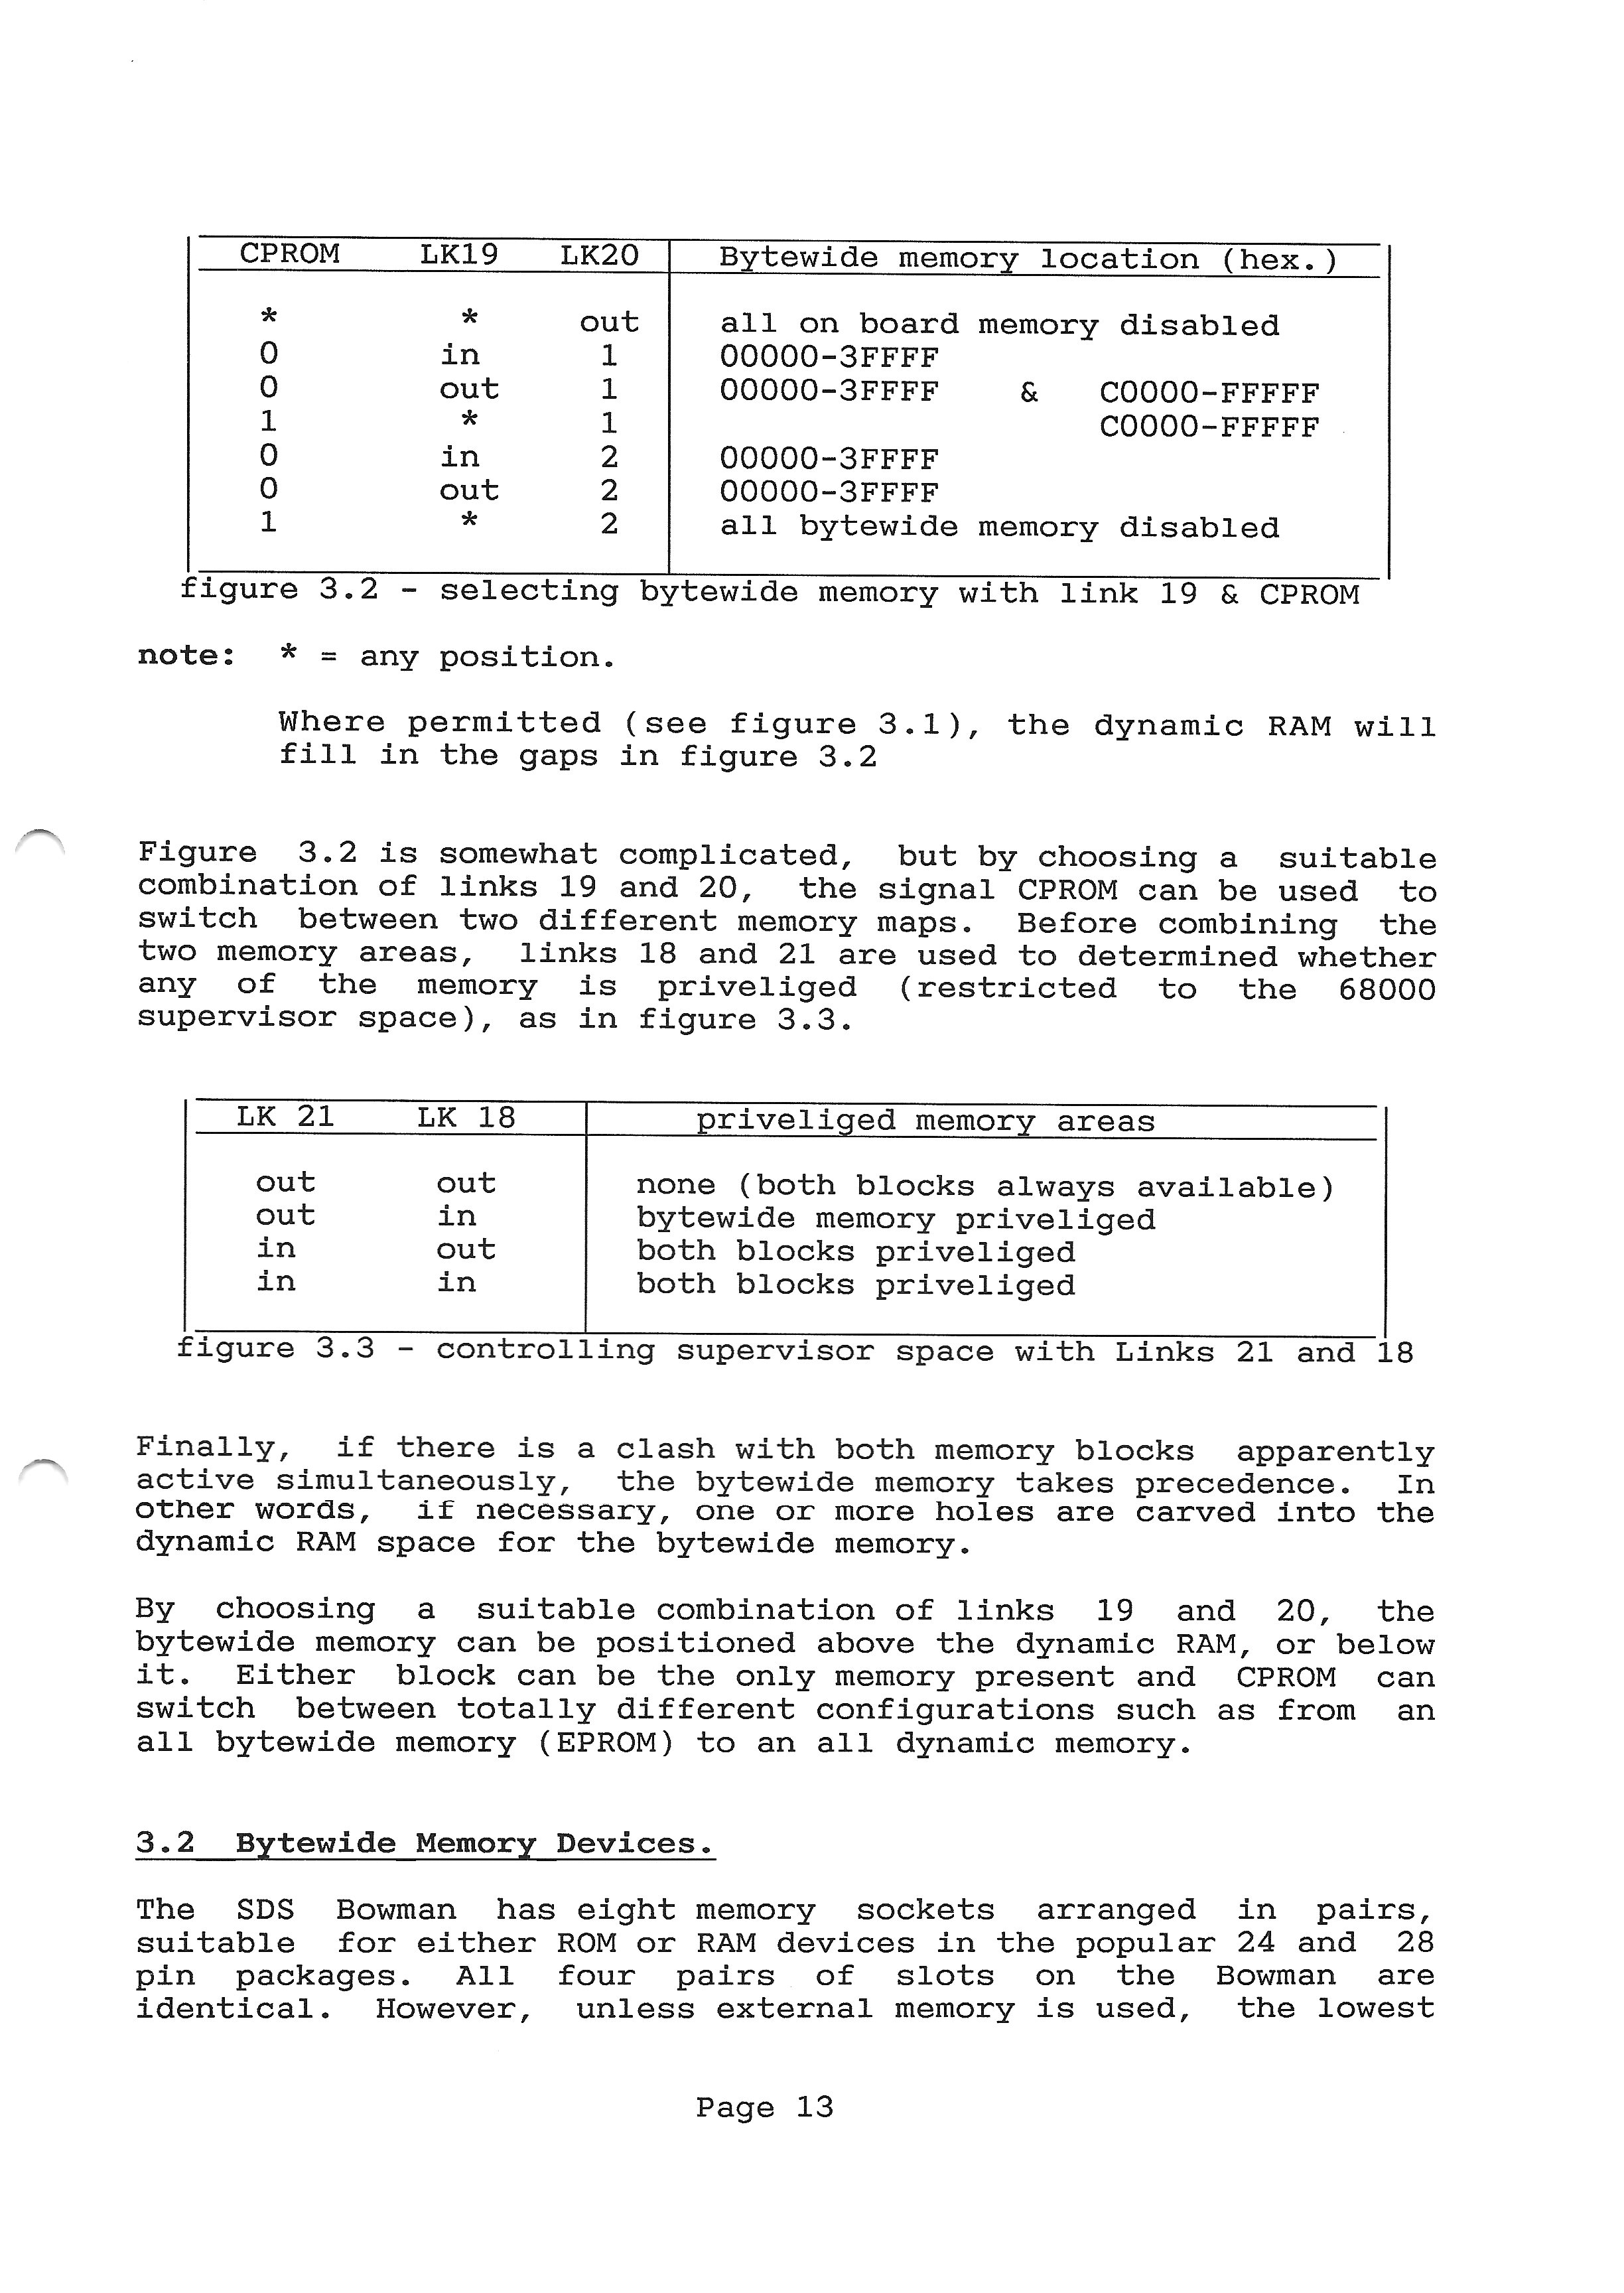 CPROM LK19 LK20 Bytewide memory location (hex.)
* * out all on board memory disabled
0 in 1 00000-3FFFF
0 out 1 00000-3FFFF & C0000-FFFFF
1 * 1 C0000-FFFFF
0 in 2 00000-3FFFF
0 out 2 00000-3FFFF
1 * 2 all bytewide memory disabled
figure 3.2 - selecting bytewide memory with link 19 & CPROM
note: * = any position.
Where permitted (see figure 3.1), the dynamic RAM will
fill in the gaps in figure 3.2
Figure 3.2 is somewhat complicated, but by choosing a suitable
combination of links 19 and 20, the signal CPROM can be used to
switch between two different memory maps. Before combining the
two memory areas, links 18 and 21 are used to determined whether
any of the memory is priveliged (restricted to the 68000
supervisor space), as in figure 3.3.
LK 21 LK 18 priveliged memory areas
out out none (both blocks always available)
out in bytewide memory priveliged
in out both blocks priveliged
in in both blocks priveliged
figure 3.3 - controlling supervisor space with Links 21 and 18
Finally, if there is a clash with both memory blocks apparently
active simultaneously, the bytewide memory takes precedence. In
other words, if necessary, one or more holes are carved into the
dynamic RAM space for the bytewide memory.
By choosing a suitable combination of links 19 and 20, the
bytewide memory can be positioned above the dynamic RAM, or below
it. Either block can be the only memory present and CPROM can
switch between totally different configurations such as from an
all bytewide memory (EPROM) to an all dynamic memory.
3.2 Bytewide Memory Devices.
The SDS Bowman has eight memory sockets arranged in pairs,
suitable for either ROM or RAM devices in the popular 24 and 28
pin packages. All four pairs of slots on the Bowman are
identical. However, unless external memory is used, the lowest
Page 13